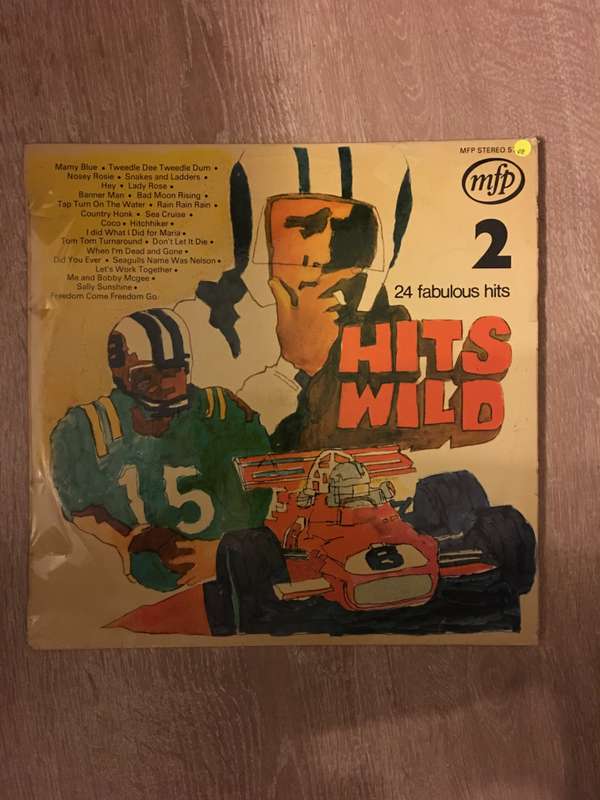 MFP STEREO 5
mfp
Mamy Blue • Tweedle Dee Tweedle Dum •
Nosey Rosie • Snakes and Ladders •
Hey • Lady Rose •
Banner Man • Bad Moon Rising •
Tap Turn On The Water • Rain Rain Rain •
Country Honk • Sea Cruise •
Coco • Hitchhiker •
I did What I Did for Maria •
Tom Tom Turnaround • Don't Let It Die •
When I'm Dead and Gone •
Did You Ever • Seagulls Name Was Nelson •
Let's Work Together •
Me and Bobby Mcgee •
Sally Sunshine •
Freedom Come Freedom Go
2
24 fabulous hits
HITS
WILD
15
8